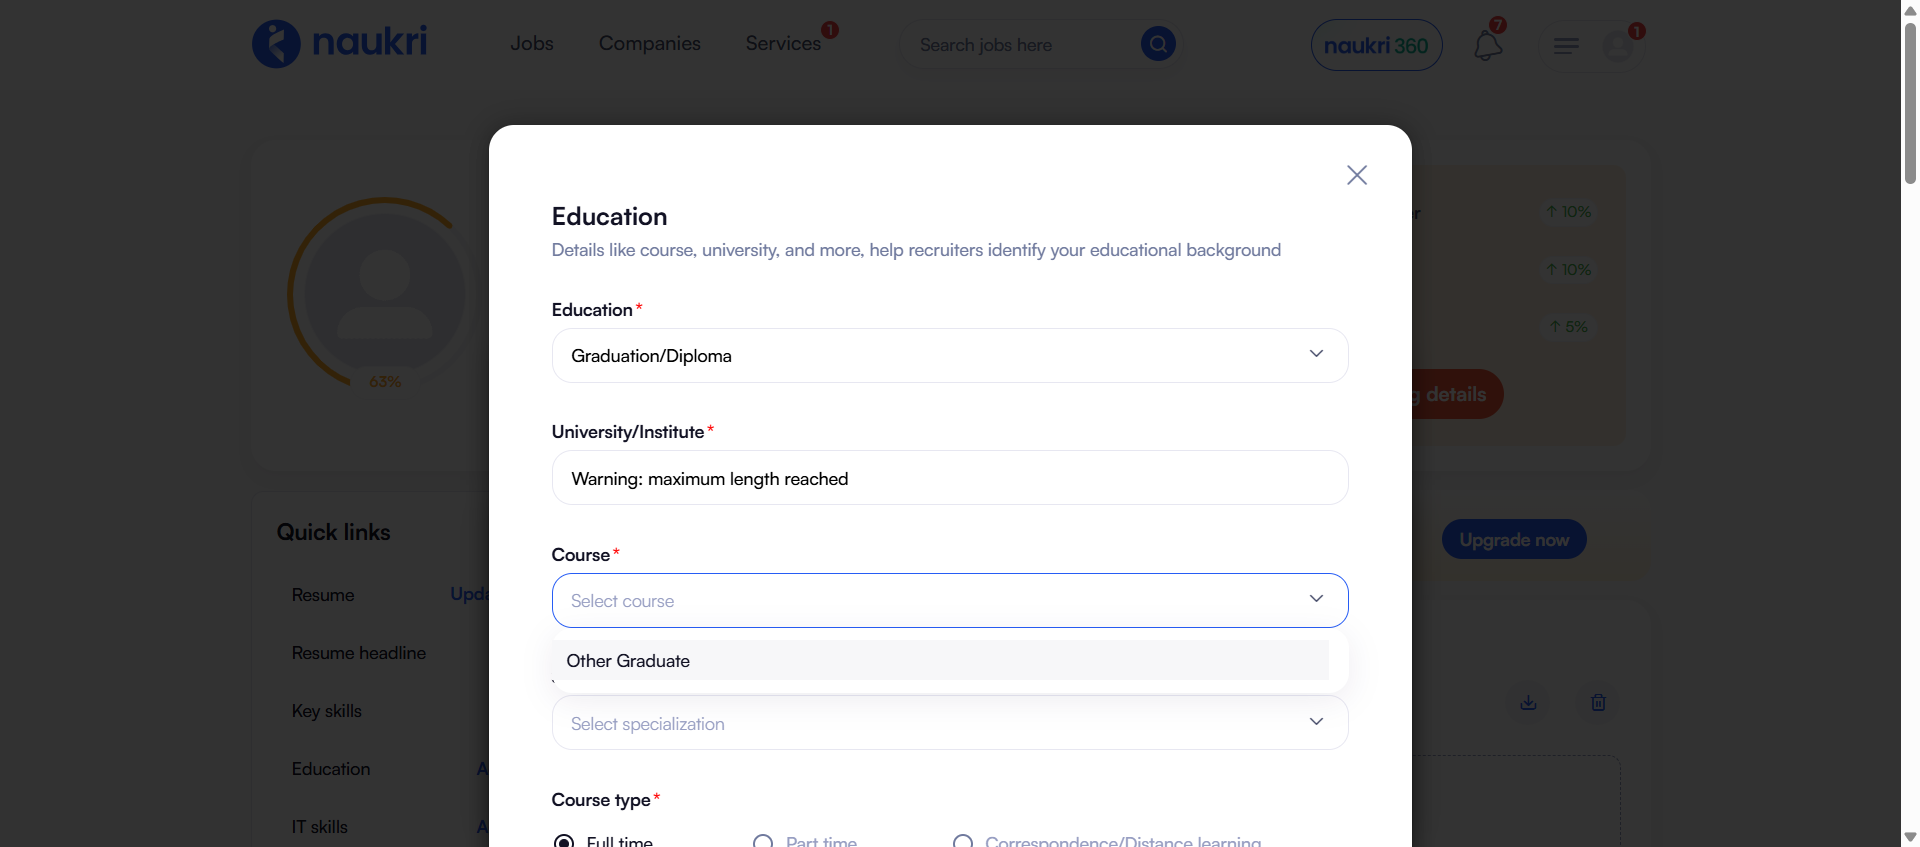 naukri
Jobs
Companies
Services
1
Search jobs here
naukri 360
7
1
63%
10%
10%
5%
g details
Education
Details like course, university, and more, help recruiters identify your educational background
Education*
Graduation/Diploma
University/Institute*
Warning: maximum length reached
Course*
Select course
Other Graduate
Select specialization
Course type*
Full time
Part time
Correspondence/Distance learning
Quick links
Resume
Upda
Resume headline
Key skills
Education
A
IT skills
A
Upgrade now